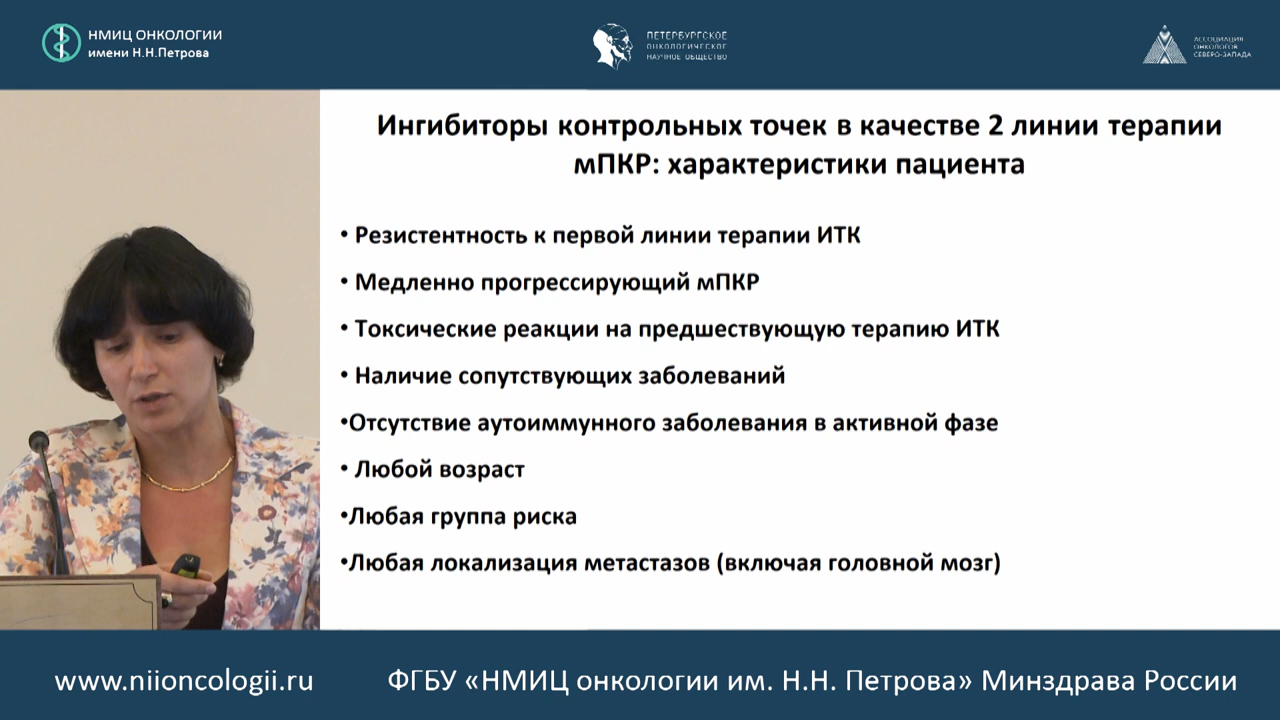 НМИЦ ОНКОЛОГИИ
имени Н.Н.Петрова
ПЕТЕРБУРГСКОЕ
ОНКОЛОГИЧЕСКОЕ
НАУЧНОЕ ОБЩЕСТВО
АССОЦИАЦИЯ
ОНКОЛОГОВ
СЕВЕРО-ЗАПАДА
Ингибиторы контрольных точек в качестве 2 линии терапии
мПКР: характеристики пациента
• Резистентность к первой линии терапии ИТК
• Медленно прогрессирующий мПКР
• Токсические реакции на предшествующую терапию ИТК
• Наличие сопутствующих заболеваний
•Отсутствие аутоиммунного заболевания в активной фазе
• Любой возраст
•Любая группа риска
•Любая локализация метастазов (включая головной мозг)
www.niioncologii.ru
ФГБУ «НМИЦ онкологии им. Н.Н. Петрова» Минздрава России